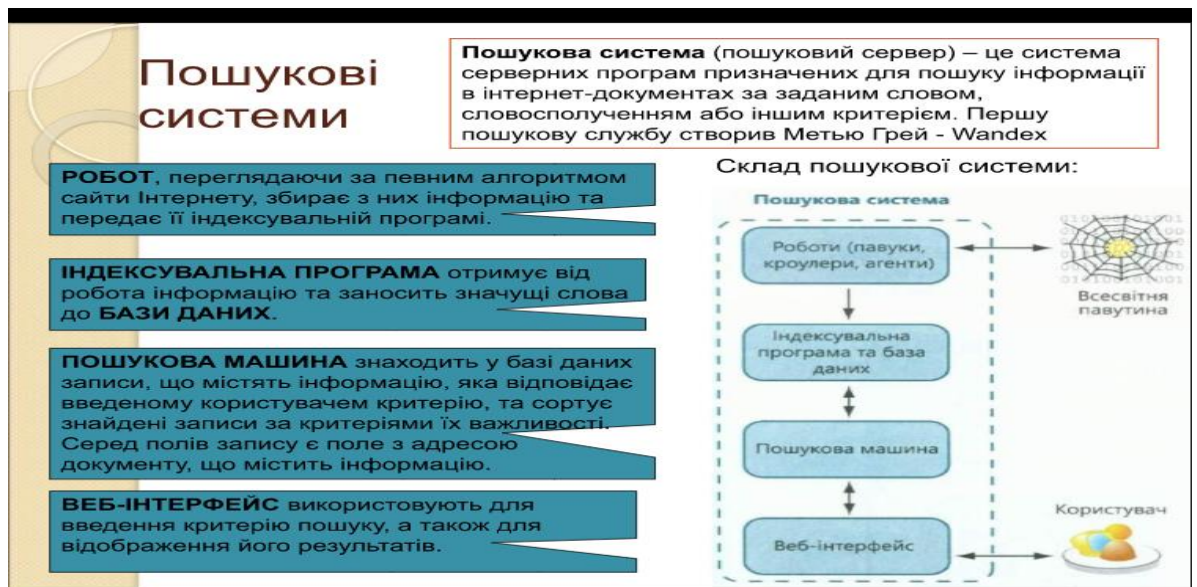 Пошукові
системи
Пошукова система (пошуковий сервер) – це система
серверних програм призначених для пошуку інформації
в інтернет-документах за заданим словом,
словосполученням або іншим критерієм. Першу
пошукову службу створив Метью Грей - Wandex
РОБОТ, переглядаючи за певним алгоритмом
сайти Інтернету, збирає з них інформацію та
передає її індексувальній програмі.
ІНДЕКСУВАЛЬНА ПРОГРАМА отримує від
робота інформацію та заносить значущі слова
до БАЗИ ДАНИХ.
ПОШУКОВА МАШИНА знаходить у базі даних
записи, що містять інформацію, яка відповідає
введеному користувачем критерію, та сортує
знайдені записи за критеріями їх важливості.
Серед полів запису є поле з адресою
документу, що містить інформацію.
ВЕБ-ІНТЕРФЕЙС використовують для
введення критерію пошуку, а також для
відображення його результатів.
Склад пошукової системи:
Пошукова система
Роботи (павуки,
кроулери, агенти)
Всесвітня
павутина
Індексувальна
програма та база
даних
Пошукова машина
Користувач
Веб-інтерфейс